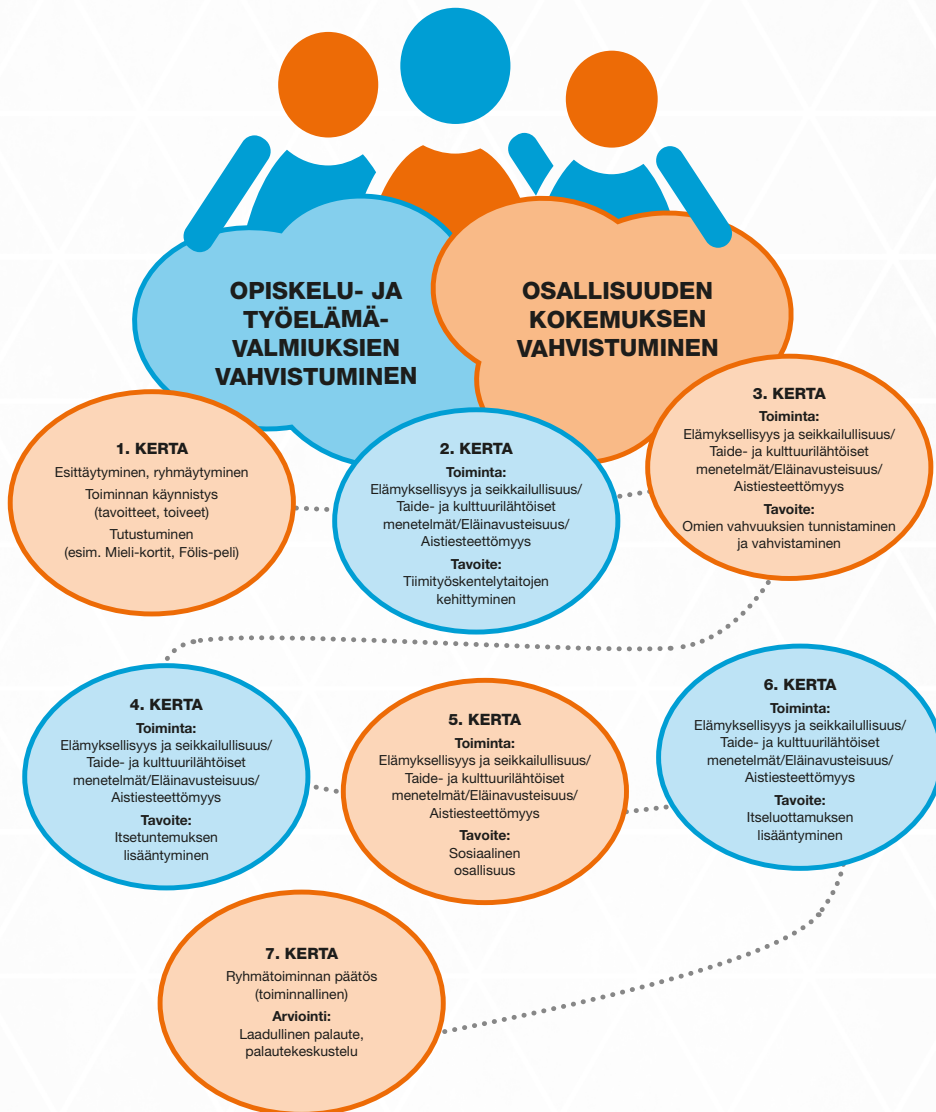 OPISKELU- JA
TYÖELÄMÄ-
VALMIUKSIEN
VAHVISTUMINEN
OSALLISUUDEN
KOKEMUKSEN
VAHVISTUMINEN
1. KERTA
Esittäytyminen, ryhmäytyminen
Toiminnan käynnistys
(tavoitteet, toiveet)
Tutustuminen
(esim. Mieli-kortit, Fölis-peli)
2. KERTA
Toiminta:
Elämyksellisyys ja seikkailullisuus/
Taide- ja kulttuurilähtöiset
menetelmät/Eläinavusteisuus/
Aistiesteettömyys
Tavoite:
Tiimityöskentelytaitojen
kehittyminen
3. KERTA
Toiminta:
Elämyksellisyys ja seikkailullisuus/
Taide- ja kulttuurilähtöiset
menetelmät/Eläinavusteisuus/
Aistiesteettömyys
Tavoite:
Omien vahvuuksien tunnistaminen
ja vahvistaminen
4. KERTA
Toiminta:
Elämyksellisyys ja seikkailullisuus/
Taide- ja kulttuurilähtöiset
menetelmät/Eläinavusteisuus/
Aistiesteettömyys
Tavoite:
Itsetuntemuksen
lisääntyminen
5. KERTA
Toiminta:
Elämyksellisyys ja seikkailullisuus/
Taide- ja kulttuurilähtöiset
menetelmät/Eläinavusteisuus/
Aistiesteettömyys
Tavoite:
Sosiaalinen
osallisuus
6. KERTA
Toiminta:
Elämyksellisyys ja seikkailullisuus/
Taide- ja kulttuurilähtöiset
menetelmät/Eläinavusteisuus/
Aistiesteettömyys
Tavoite:
Itseluottamuksen
lisääntyminen
7. KERTA
Ryhmätoiminnan päätös
(toiminnallinen)
Arviointi:
Laadullinen palaute,
palautekeskustelu